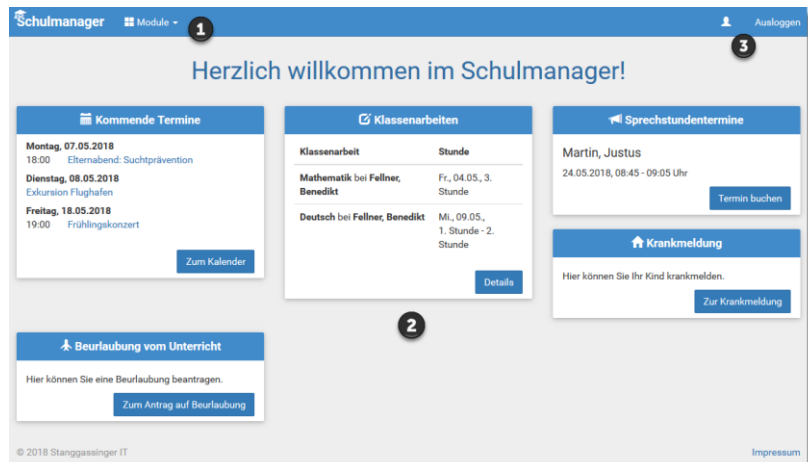 Schulmanager Module 1 Ausloggen
3
Herzlich willkommen im Schulmanager!
Kommende Termine
Montag, 07.05.2018
18:00 Elternabend: Suchtprävention
Dienstag, 08.05.2018
Exkursion Flughafen
Freitag, 18.05.2018
19:00 Frühlingskonzert
Zum Kalender
Klassenarbeiten
Klassenarbeit Stunde
Mathematik bei Fellner, Fr., 04.05., 3.
Benedikt Stunde
Deutsch bei Fellner, Benedikt Mi., 09.05.,
1. Stunde - 2.
Stunde
Details
Sprechstundentermine
Martin, Justus
24.05.2018, 08:45 - 09:05 Uhr
Termin buchen
Krankmeldung
Hier können Sie Ihr Kind krankmelden.
Zur Krankmeldung
2
Beurlaubung vom Unterricht
Hier können Sie eine Beurlaubung beantragen.
Zum Antrag auf Beurlaubung
© 2018 Stanggassinger IT Impressum